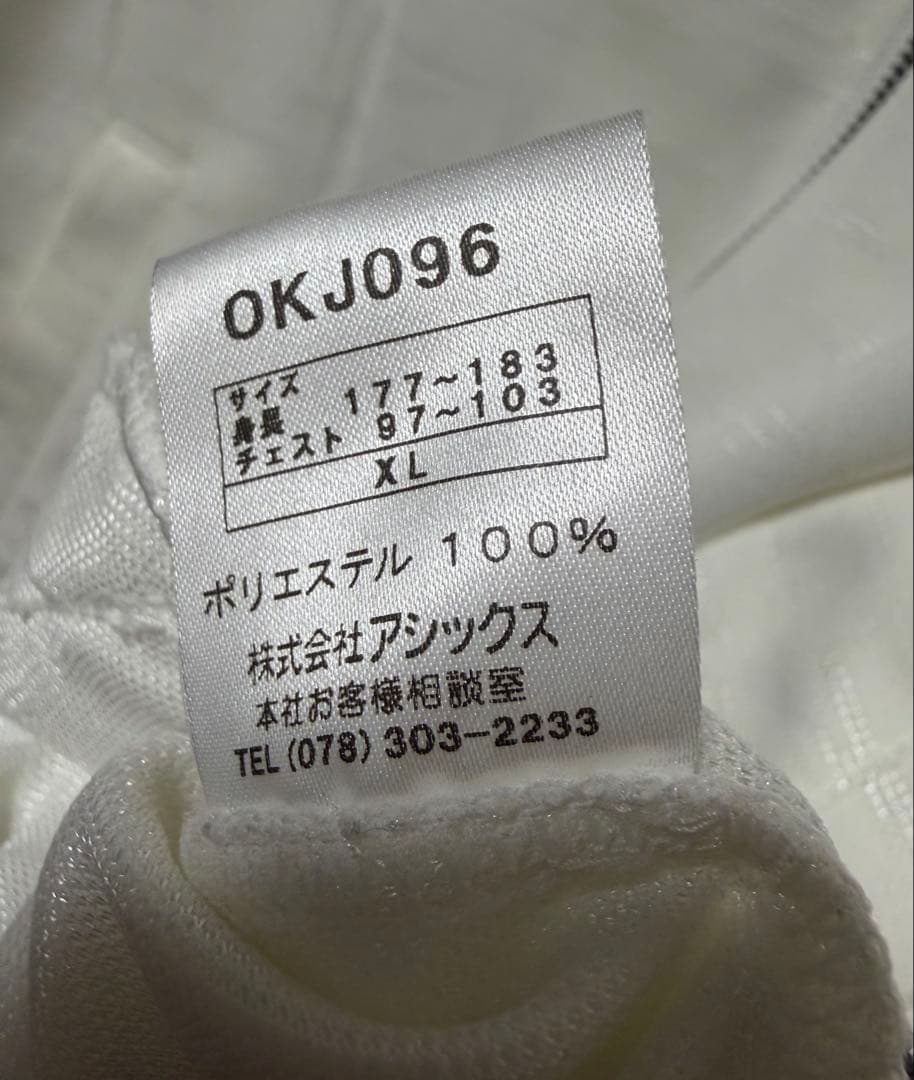 OKJ096
サイズ
身長 177～183
チェスト 97～103
XL
ポリエステル 100%
株式会社アシックス
本社お客様相談室
TEL(078)303-2233